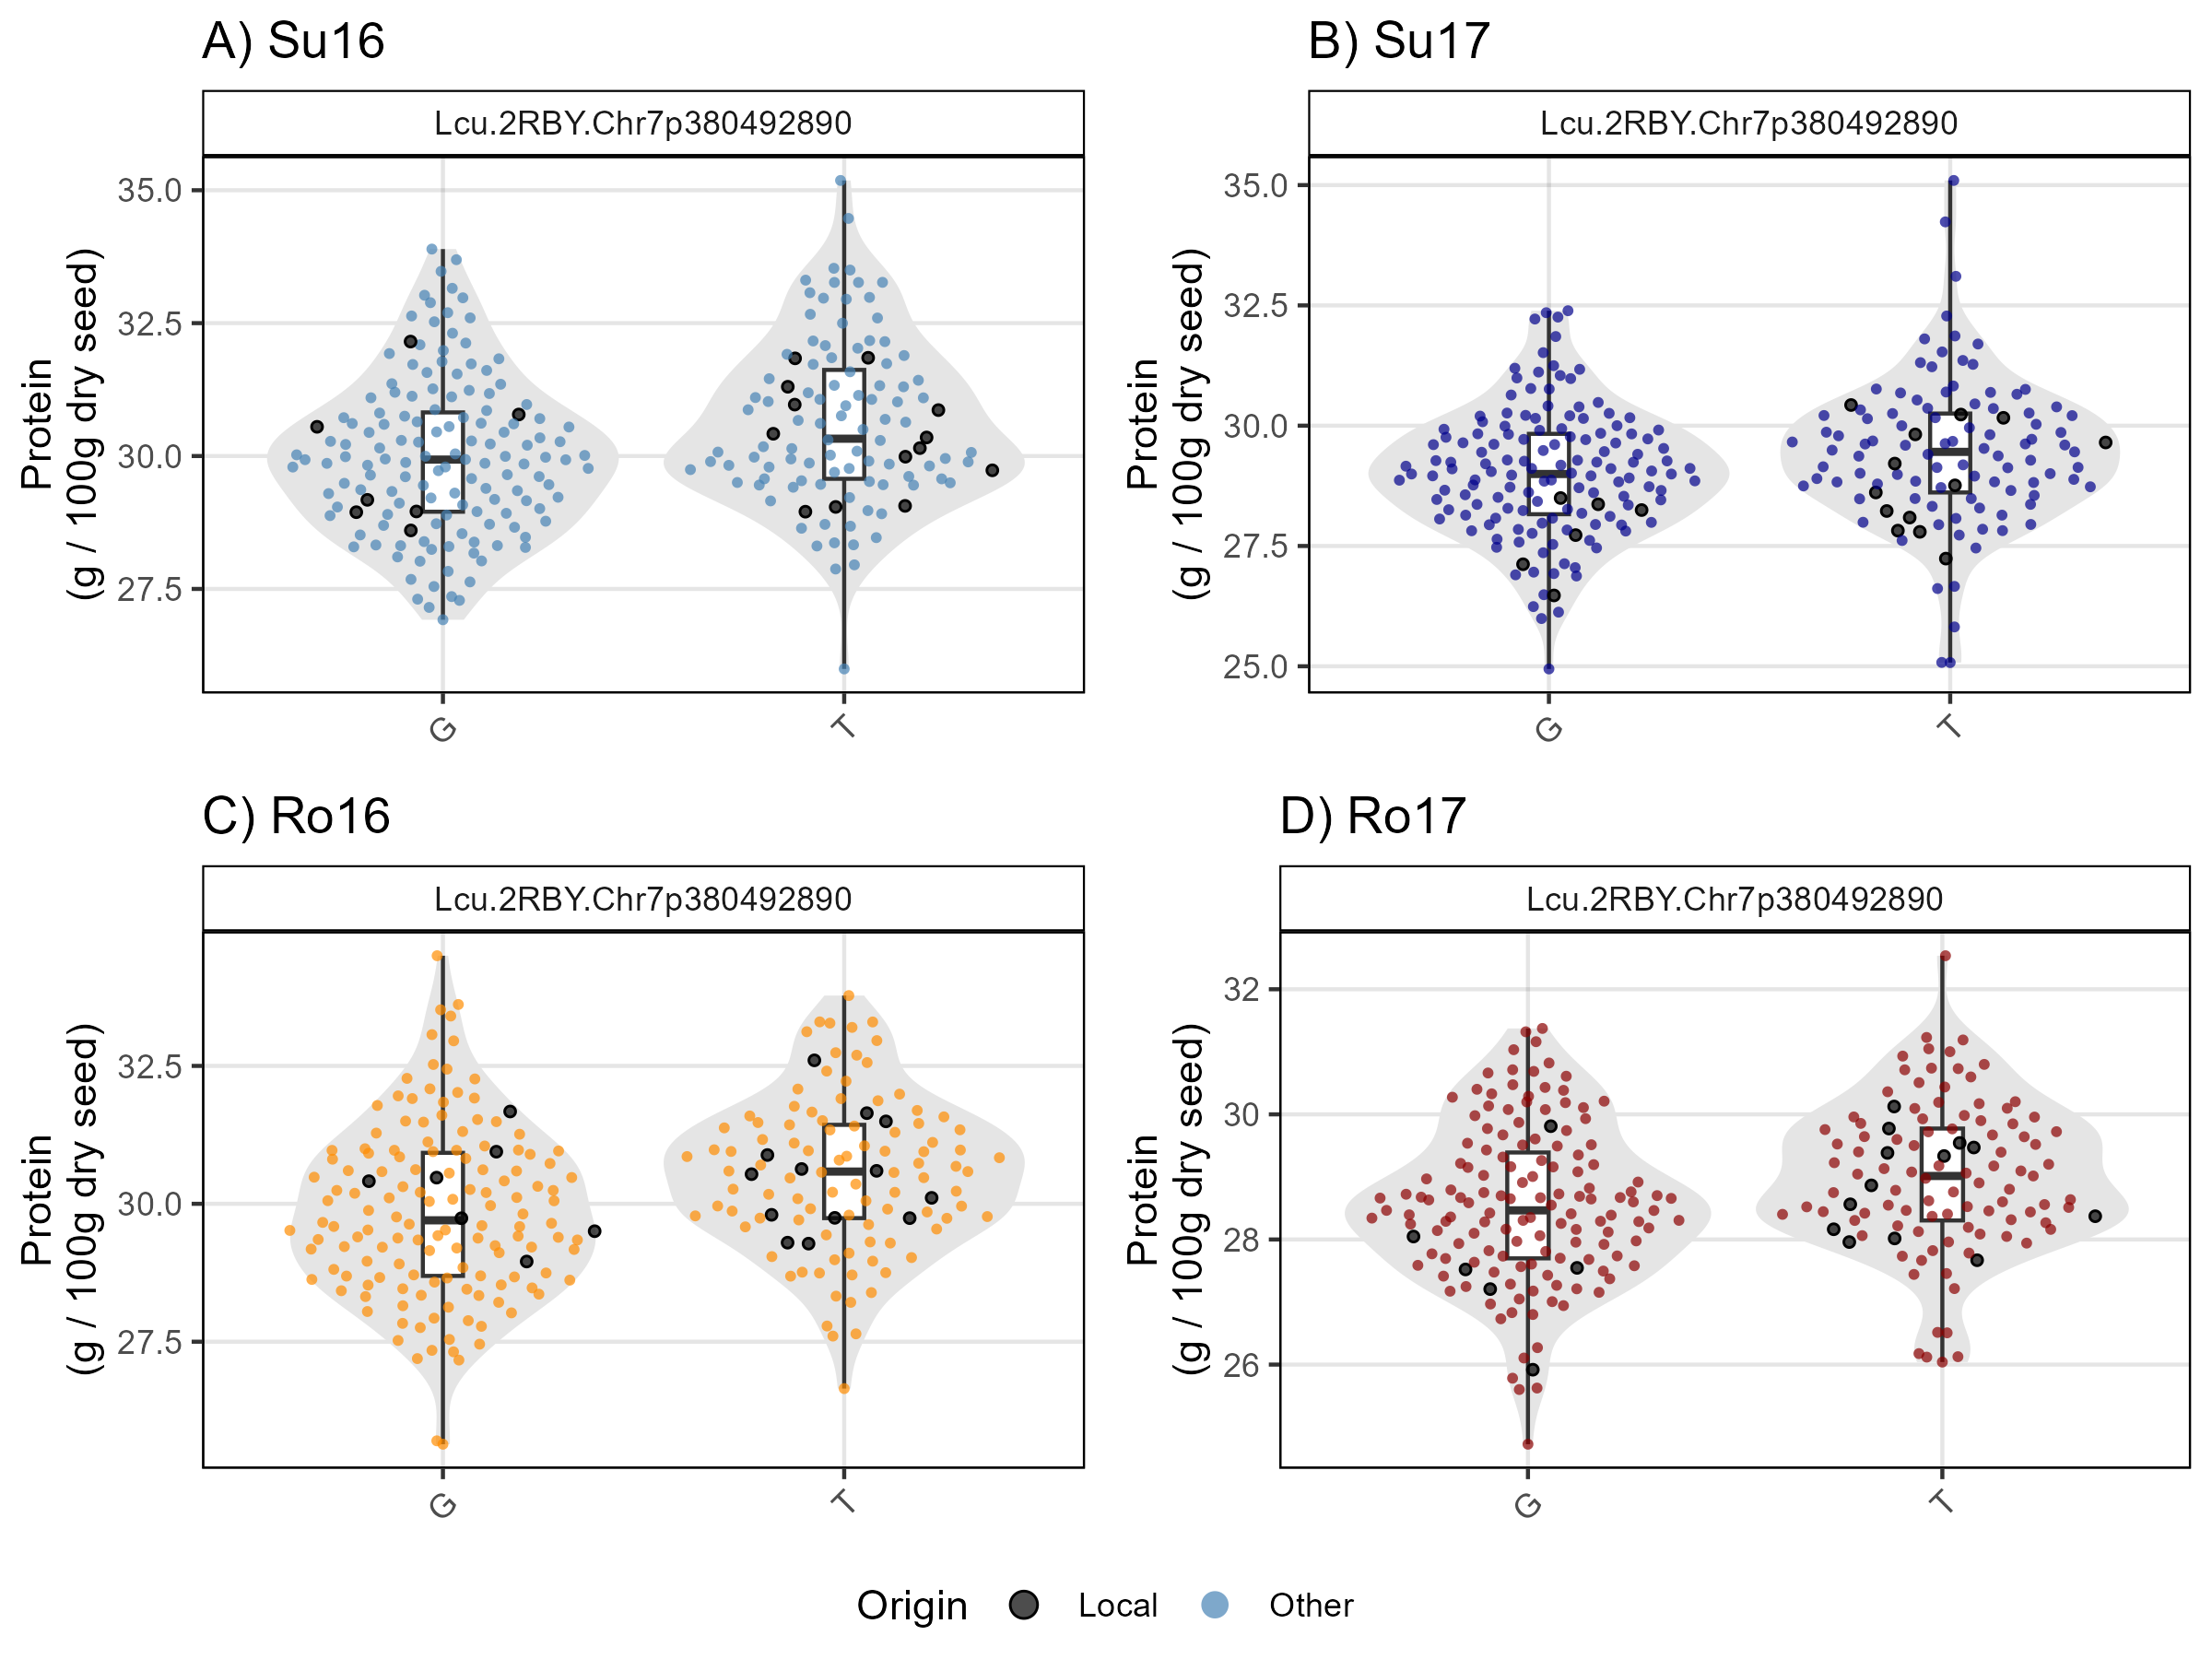 A) Su16
Lcu.2RBY.Chr7p380492890
Protein
(g / 100g dry seed)
35.0
32.5
30.0
27.5
G
T
B) Su17
Lcu.2RBY.Chr7p380492890
Protein
(g / 100g dry seed)
35.0
32.5
30.0
27.5
25.0
G
T
C) Ro16
Lcu.2RBY.Chr7p380492890
Protein
(g / 100g dry seed)
32.5
30.0
27.5
G
T
D) Ro17
Lcu.2RBY.Chr7p380492890
Protein
(g / 100g dry seed)
32
30
28
26
G
T
Origin Local Other